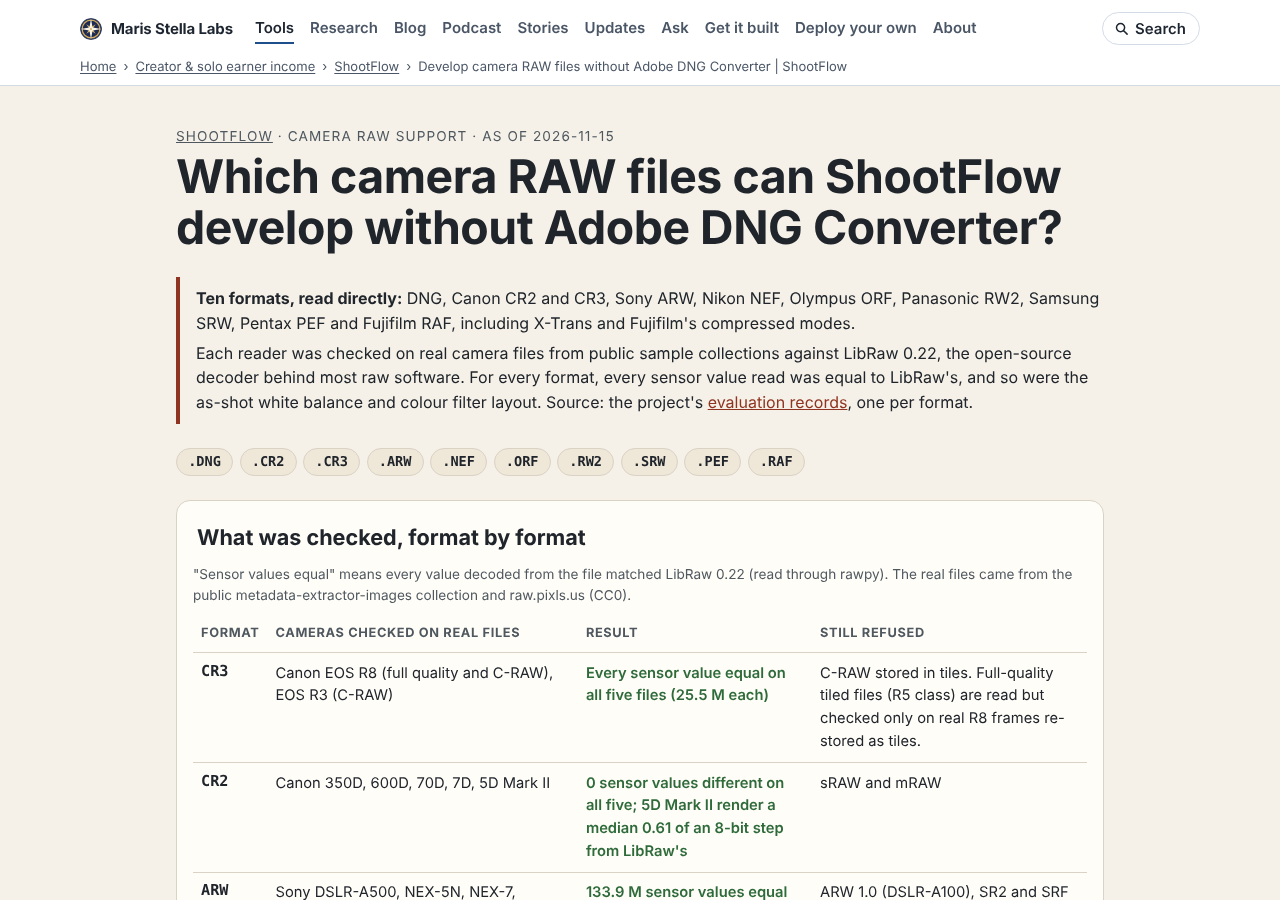 Maris Stella Labs Tools Research Blog Podcast Stories Updates Ask Get it built Deploy your own About Search
Home › Creator & solo earner income › ShootFlow › Develop camera RAW files without Adobe DNG Converter | ShootFlow
SHOOTFLOW · CAMERA RAW SUPPORT · AS OF 2026-11-15
Which camera RAW files can ShootFlow
develop without Adobe DNG Converter?
Ten formats, read directly: DNG, Canon CR2 and CR3, Sony ARW, Nikon NEF, Olympus ORF, Panasonic RW2, Samsung
SRW, Pentax PEF and Fujifilm RAF, including X-Trans and Fujifilm's compressed modes.
Each reader was checked on real camera files from public sample collections against LibRaw 0.22, the open-source
decoder behind most raw software. For every format, every sensor value read was equal to LibRaw's, and so were the
as-shot white balance and colour filter layout. Source: the project's evaluation records, one per format.
.DNG .CR2 .CR3 .ARW .NEF .ORF .RW2 .SRW .PEF .RAF
What was checked, format by format
"Sensor values equal" means every value decoded from the file matched LibRaw 0.22 (read through rawpy). The real files came from the
public metadata-extractor-images collection and raw.pixls.us (CC0).
FORMAT CAMERAS CHECKED ON REAL FILES RESULT STILL REFUSED
CR3 Canon EOS R8 (full quality and C-RAW), Every sensor value equal on C-RAW stored in tiles. Full-quality
EOS R3 (C-RAW) all five files (25.5 M each) tiled files (R5 class) are read but
checked only on real R8 frames re-
stored as tiles.
CR2 Canon 350D, 600D, 70D, 7D, 5D Mark II 0 sensor values different on sRAW and mRAW
all five; 5D Mark II render a
median 0.61 of an 8-bit step
from LibRaw's
ARW Sony DSLR-A500, NEX-5N, NEX-7, 133.9 M sensor values equal ARW 1.0 (DSLR-A100), SR2 and SRF